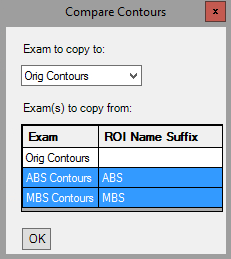 Compare Contours
x
Exam to copy to:
Orig Contours
Exam(s) to copy from:
Exam ROI Name Suffix
Orig Contours
ABS Contours ABS
MBS Contours MBS
OK